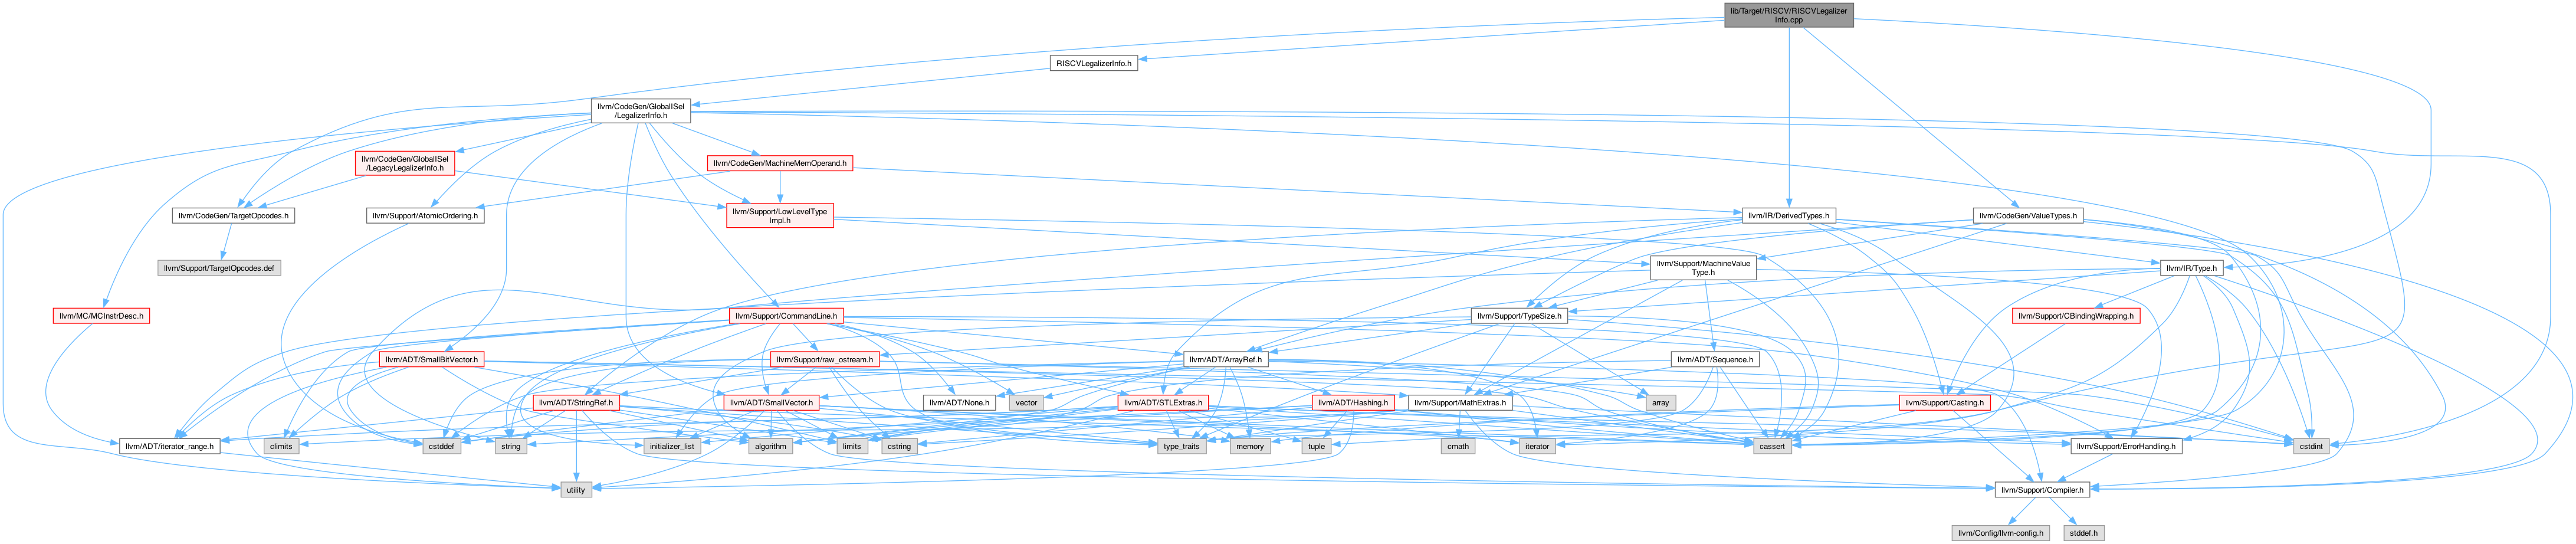 lib/Target/RISCV/RISCVLegalizer
Info.cpp
RISCVLegalizerInfo.h
llvm/CodeGen/GlobalISel
/LegalizerInfo.h
llvm/CodeGen/GlobalISel
/LegacyLegalizerInfo.h
llvm/CodeGen/MachineMemOperand.h
llvm/CodeGen/TargetOpcodes.h
llvm/Support/AtomicOrdering.h
llvm/Support/LowLevelType
Impl.h
llvm/IR/DerivedTypes.h
llvm/CodeGen/ValueTypes.h
llvm/Support/TargetOpcodes.def
llvm/Support/MachineValue
Type.h
llvm/IR/Type.h
llvm/MC/MCInstrDesc.h
llvm/Support/CommandLine.h
llvm/Support/TypeSize.h
llvm/Support/CBindingWrapping.h
llvm/ADT/SmallBitVector.h
llvm/Support/raw_ostream.h
llvm/ADT/ArrayRef.h
llvm/ADT/Sequence.h
llvm/ADT/StringRef.h
llvm/ADT/SmallVector.h
llvm/ADT/None.h
vector
llvm/ADT/STLExtras.h
llvm/ADT/Hashing.h
llvm/Support/MathExtras.h
array
llvm/Support/Casting.h
llvm/ADT/iterator_range.h
climits
cstddef
string
initializer_list
algorithm
limits
cstring
type_traits
memory
tuple
cmath
iterator
cassert
llvm/Support/ErrorHandling.h
cstdint
utility
llvm/Support/Compiler.h
llvm/Config/llvm-config.h
stddef.h